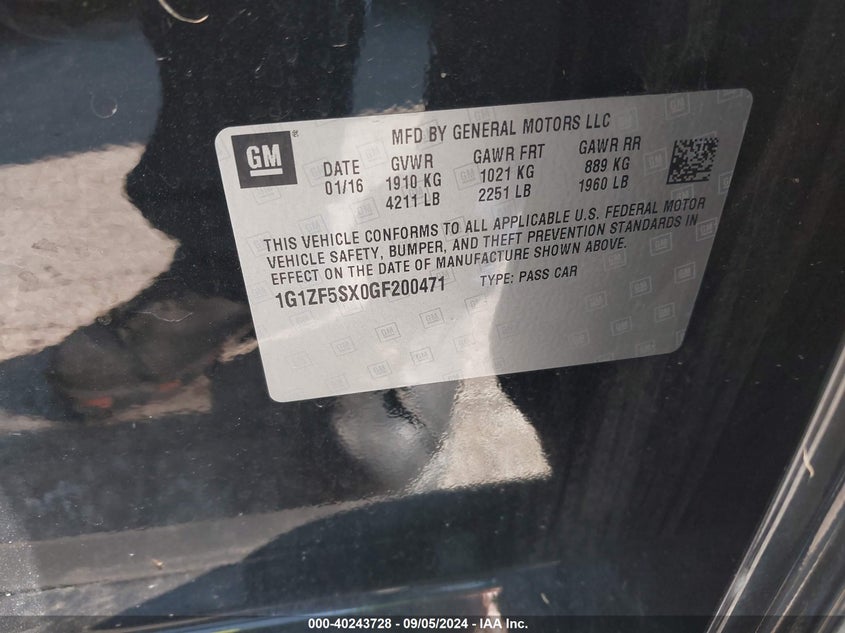 GM ®
MFD BY GENERAL MOTORS LLC
DATE GVWR GAWR FRT GAWR RR
01/16 1910 KG 1021 KG 889 KG
4211 LB 2251 LB 1960 LB
THIS VEHICLE CONFORMS TO ALL APPLICABLE U.S. FEDERAL MOTOR
VEHICLE SAFETY, BUMPER, AND THEFT PREVENTION STANDARDS IN
EFFECT ON THE DATE OF MANUFACTURE SHOWN ABOVE.
1G1ZF5SX0GF200471 TYPE: PASS CAR
000-40243728 - 09/05/2024 - IAA Inc.